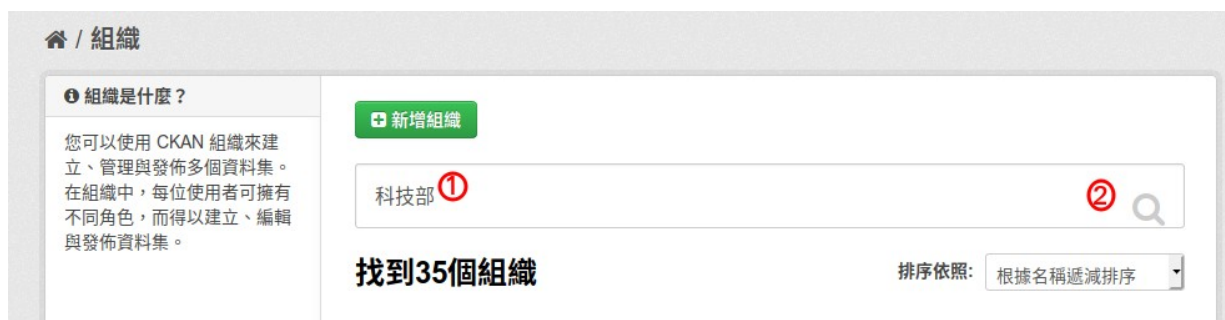 / 組織
組織是什麼？
您可以使用 CKAN 組織來建
立、管理與發佈多個資料集。
在組織中，每位使用者可擁有
不同角色，而得以建立、編輯
與發佈資料集。
新增組織
科技部 ①
②
找到35個組織
排序依照: 根據名稱遞減排序